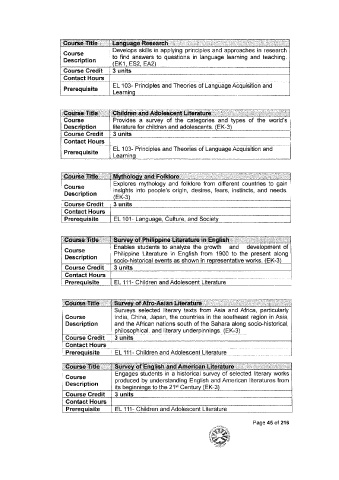 Course Title Language Research
Course Description Develops skills in applying principles and approaches in research
to find answers to questions in language learning and teaching.
(EK1, ES2, EA2)
Course Credit 3 units
Contact Hours
Prerequisite EL 103- Principles and Theories of Language Acquisition and
Learning
Course Title Children and Adolescent Literature
Course Description Provides a survey of the categories and types of the world's
literature for children and adolescents. (EK-3)
Course Credit 3 units
Contact Hours
Prerequisite EL 103- Principles and Theories of Language Acquisition and
Learning
Course Title Mythology and Folklore
Course Description Explores mythology and folklore from different countries to gain
insights into people's origin, desires, fears, instincts, and needs.
(EK-3)
Course Credit 3 units
Contact Hours
Prerequisite EL 101- Language, Culture, and Society
Course Title Survey of Philippine Literature in English
Course Description Enables students to analyze the growth and development of
Philippine Literature in English from 1900 to the present along
socio-historical events as shown in representative works. (EK-3)
Course Credit 3 units
Contact Hours
Prerequisite EL 111- Children and Adolescent Literature
Course Title Survey of Afro-Asian Literature
Course Description Surveys selected literary texts from Asia and Africa, particularly
India, China, Japan, the countries in the southeast region in Asia,
and the African nations south of the Sahara along socio-historical,
philosophical, and literary underpinnings. (EK-3)
Course Credit 3 units
Contact Hours
Prerequisite EL 111- Children and Adolescent Literature
Course Title Survey of English and American Literature
Course Description Engages students in a historical survey of selected literary works
produced by understanding English and American literatures from
its beginnings to the 21st Century (EK-3)
Course Credit 3 units
Contact Hours
Prerequisite EL 111- Children and Adolescent Literature
Page 45 of 216